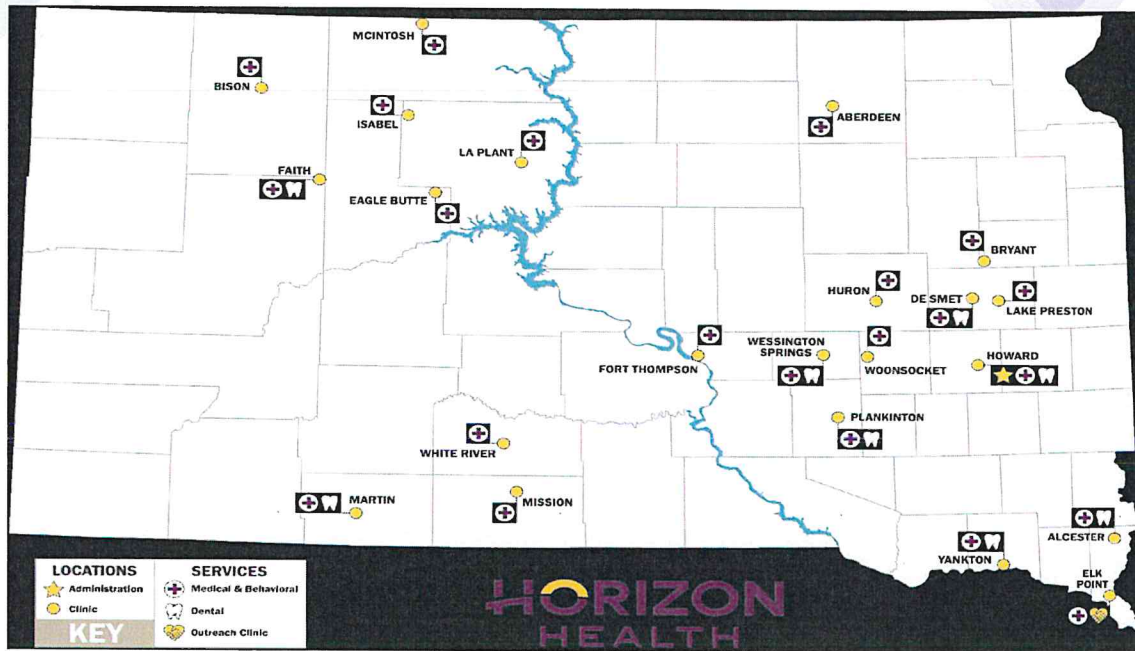 MCINTOSH
BISON
ISABEL
ABERDEEN
LA PLANT
FAITH
EAGLE BUTTE
BRYANT
HURON
DE SMET
LAKE PRESTON
WESSINGTON
SPRINGS
HOWARD
FORT THOMPSON
WOONSOCKET
PLANKINTON
WHITE RIVER
MARTIN
MISSION
ALCESTER
YANKTON
ELK
POINT
LOCATIONS
Administration
Clinic
KEY
SERVICES
Medical & Behavioral
Dental
Outreach Clinic
HORIZON
HEALTH